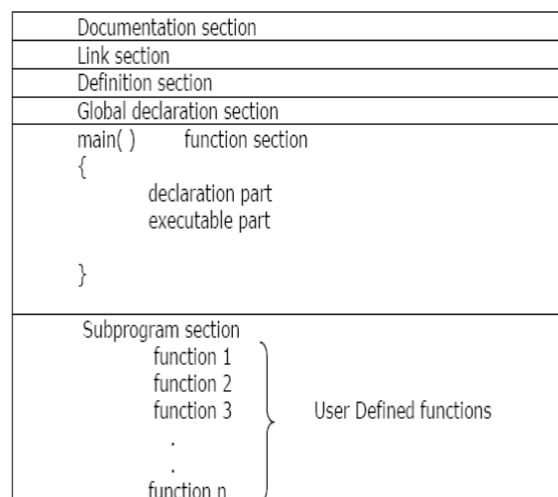 Documentation section
Link section
Definition section
Global declaration section
main( ) function section
{
declaration part
executable part
}
Subprogram section
function 1
function 2
function 3
.
.
function n
User Defined functions